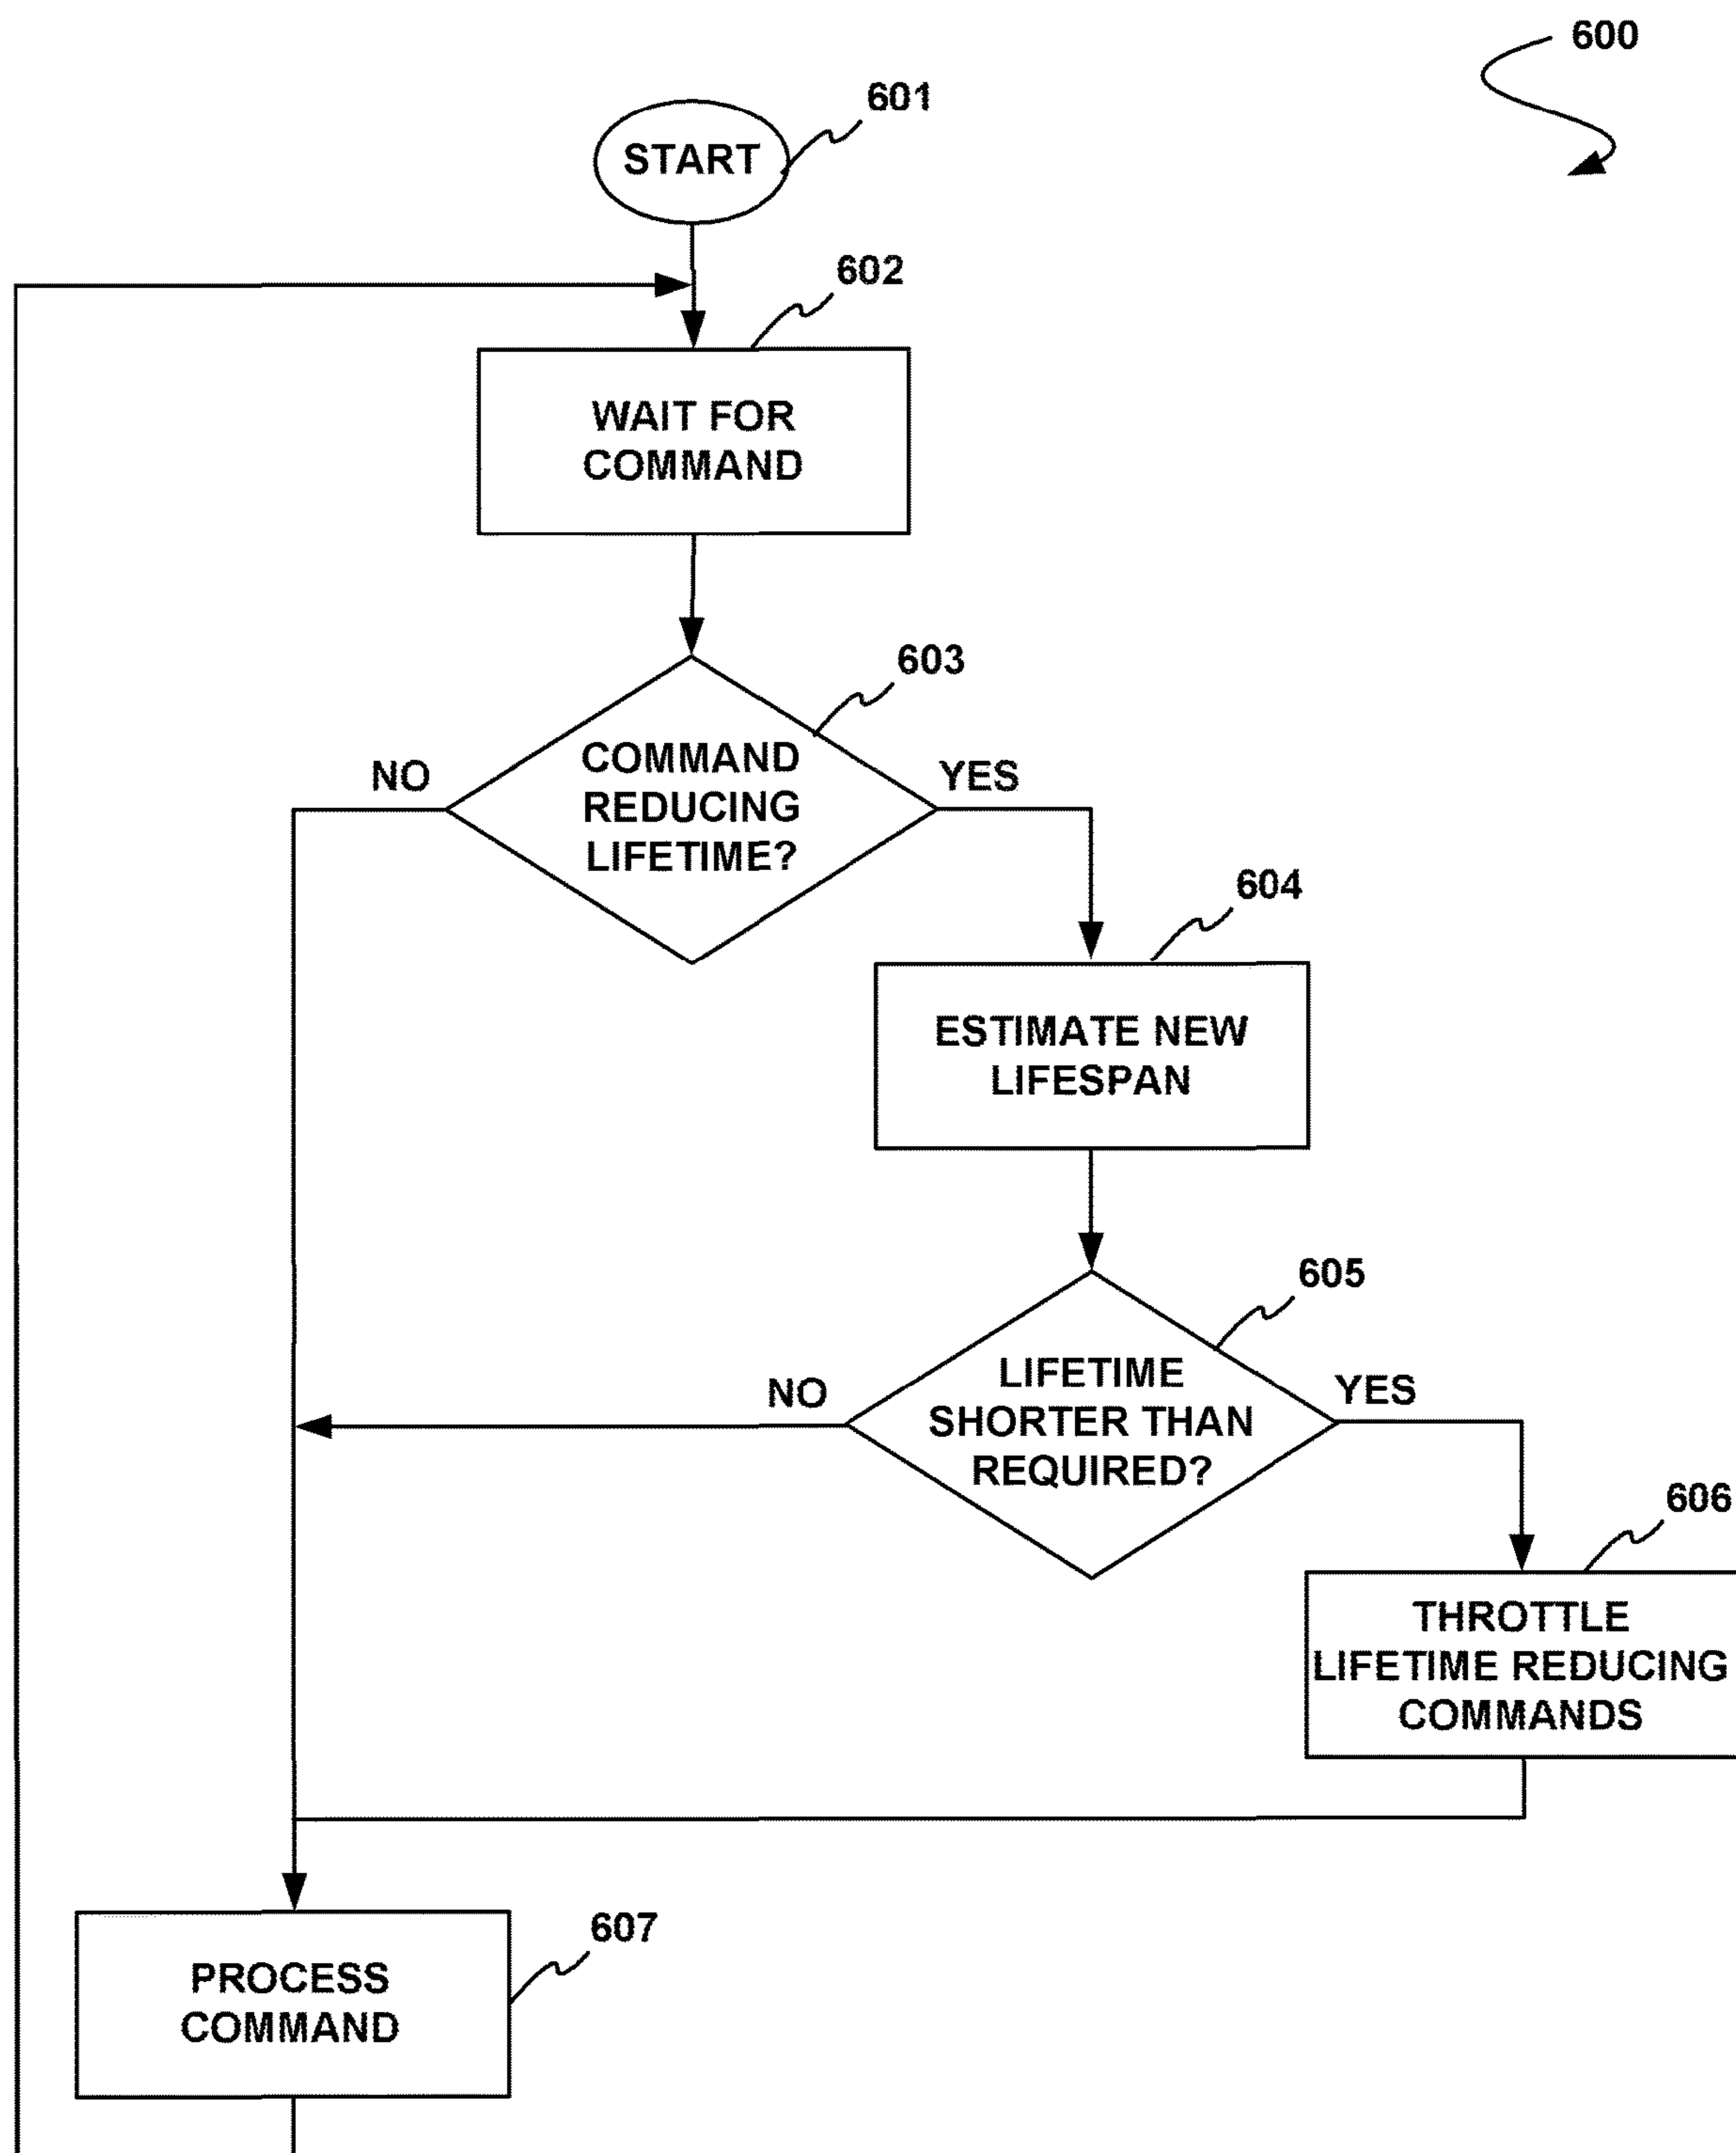 600
601
START
602
WAIT FOR
COMMAND
603
NO
YES
COMMAND
REDUCING
LIFETIME?
604
ESTIMATE NEW
LIFESPAN
605
NO
YES
LIFETIME
SHORTER THAN
REQUIRED?
606
THROTTLE
LIFETIME REDUCING
COMMANDS
607
PROCESS
COMMAND